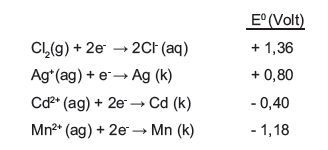 E⁰ (Volt)
Cl₂(g) + 2e⁻ → 2Cl⁻(aq) + 1,36
Ag⁺(ag) + e⁻ → Ag (k) + 0,80
Cd²⁺ (ag) + 2e⁻ → Cd (k) - 0,40
Mn²⁺ (ag) + 2e⁻ → Mn (k) - 1,18